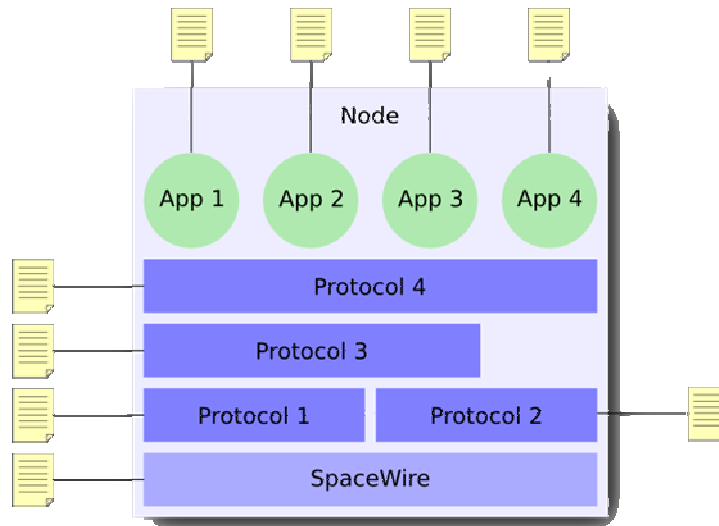 Node
App 1 App 2 App 3 App 4
Protocol 4
Protocol 3
Protocol 1 Protocol 2
SpaceWire